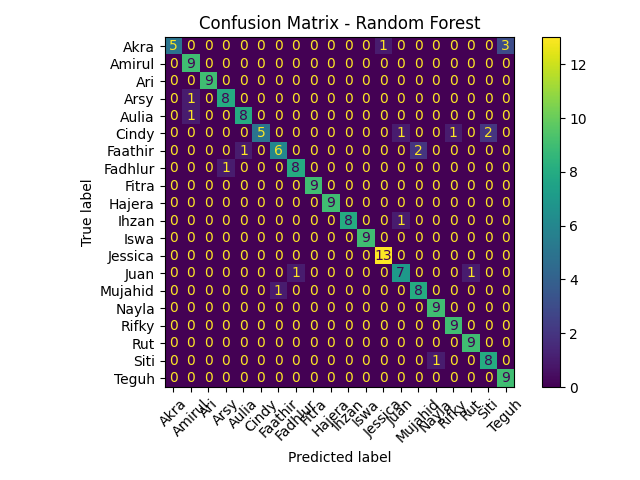 Confusion Matrix - Random Forest
Akra 5 0 0 0 0 0 0 0 0 0 0 0 1 0 0 0 0 0 0 3
Amirul 0 9 0 0 0 0 0 0 0 0 0 0 0 0 0 0 0 0 0 0
Ari 0 0 9 0 0 0 0 0 0 0 0 0 0 0 0 0 0 0 0 0
Arsy 0 1 0 8 0 0 0 0 0 0 0 0 0 0 0 0 0 0 0 0
Aulia 0 1 0 0 8 0 0 0 0 0 0 0 0 0 0 0 0 0 0 0
Cindy 0 0 0 0 0 5 0 0 0 0 0 0 0 1 0 0 1 0 2 0
Faathir 0 0 0 0 1 0 6 0 0 0 0 0 0 0 2 0 0 0 0 0
Fadhlur 0 0 0 1 0 0 0 8 0 0 0 0 0 0 0 0 0 0 0 0
Fitra 0 0 0 0 0 0 0 0 9 0 0 0 0 0 0 0 0 0 0 0
Hajera 0 0 0 0 0 0 0 0 0 9 0 0 0 0 0 0 0 0 0 0
Ihzan 0 0 0 0 0 0 0 0 0 0 8 0 0 1 0 0 0 0 0 0
Iswa 0 0 0 0 0 0 0 0 0 0 0 9 0 0 0 0 0 0 0 0
Jessica 0 0 0 0 0 0 0 0 0 0 0 0 13 0 0 0 0 0 0 0
Juan 0 0 0 0 0 0 0 1 0 0 0 0 0 7 0 0 0 1 0 0
Mujahid 0 0 0 0 0 0 1 0 0 0 0 0 0 0 8 0 0 0 0 0
Nayla 0 0 0 0 0 0 0 0 0 0 0 0 0 0 0 9 0 0 0 0
Rifky 0 0 0 0 0 0 0 0 0 0 0 0 0 0 0 0 9 0 0 0
Rut 0 0 0 0 0 0 0 0 0 0 0 0 0 0 0 0 0 9 0 0
Siti 0 0 0 0 0 0 0 0 0 0 0 0 0 0 0 1 0 0 8 0
Teguh 0 0 0 0 0 0 0 0 0 0 0 0 0 0 0 0 0 0 0 9
True label
Akra Amirul Ari Arsy Aulia Cindy Faathir Fadhlur Fitra Hajera Ihzan Iswa Jessica Juan Mujahid Nayla Rifky Rut Siti Teguh
Predicted label
12
10
8
6
4
2
0